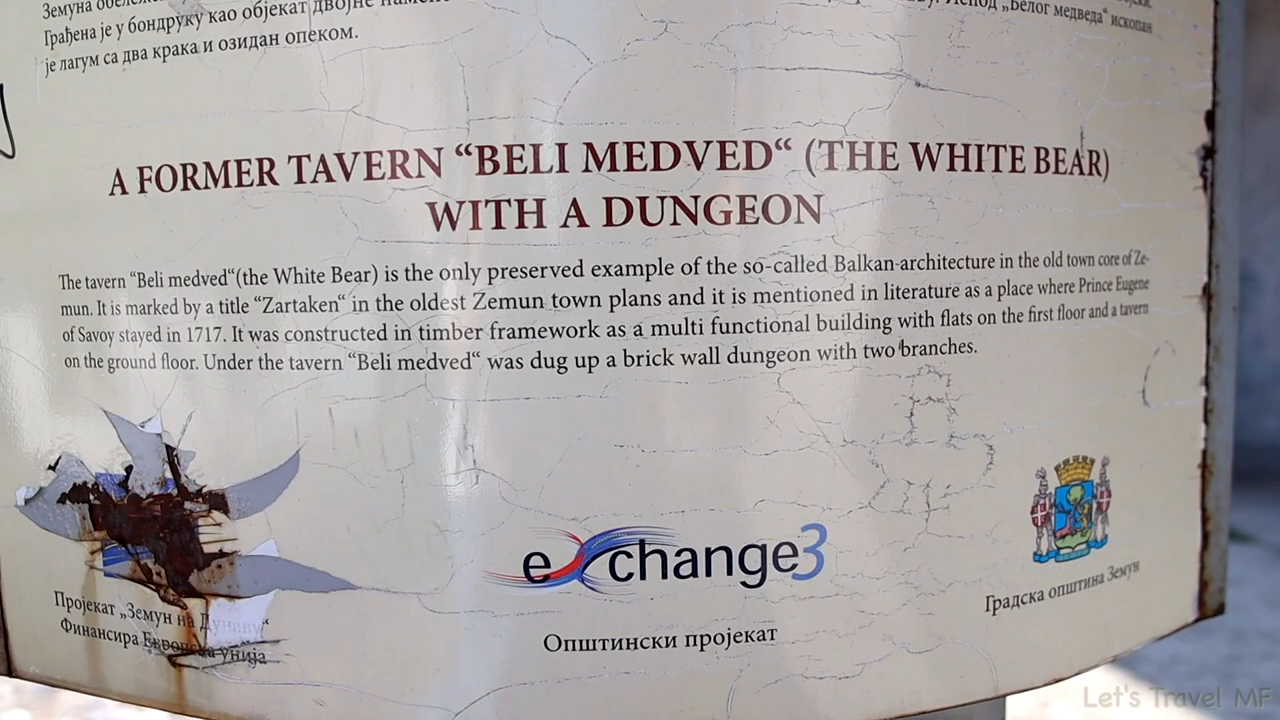 Земуна
Грађена је у бондруку као објекат двојне
„Белог медведа“ ископан
је лагум са два крака и озидан опеком.
A FORMER TAVERN “BELI MEDVED“ (THE WHITE BEAR)
WITH A DUNGEON
The tavern “Beli medved“(the White Bear) is the only preserved example of the so-called Balkan-architecture in the old town core of Ze-
mun. It is marked by a title “Zartaken“ in the oldest Zemun town plans and it is mentioned in literature as a place where Prince Eugene
of Savoy stayed in 1717. It was constructed in timber framework as a multi functional building with flats on the first floor and a tavern
on the ground floor. Under the tavern “Beli medved“ was dug up a brick wall dungeon with two branches.
Пројекат „Земун на Дунаву“
Финансира Европска унија
exchange3
Општински пројекат
Градска општина Земун
Let's Travel MF